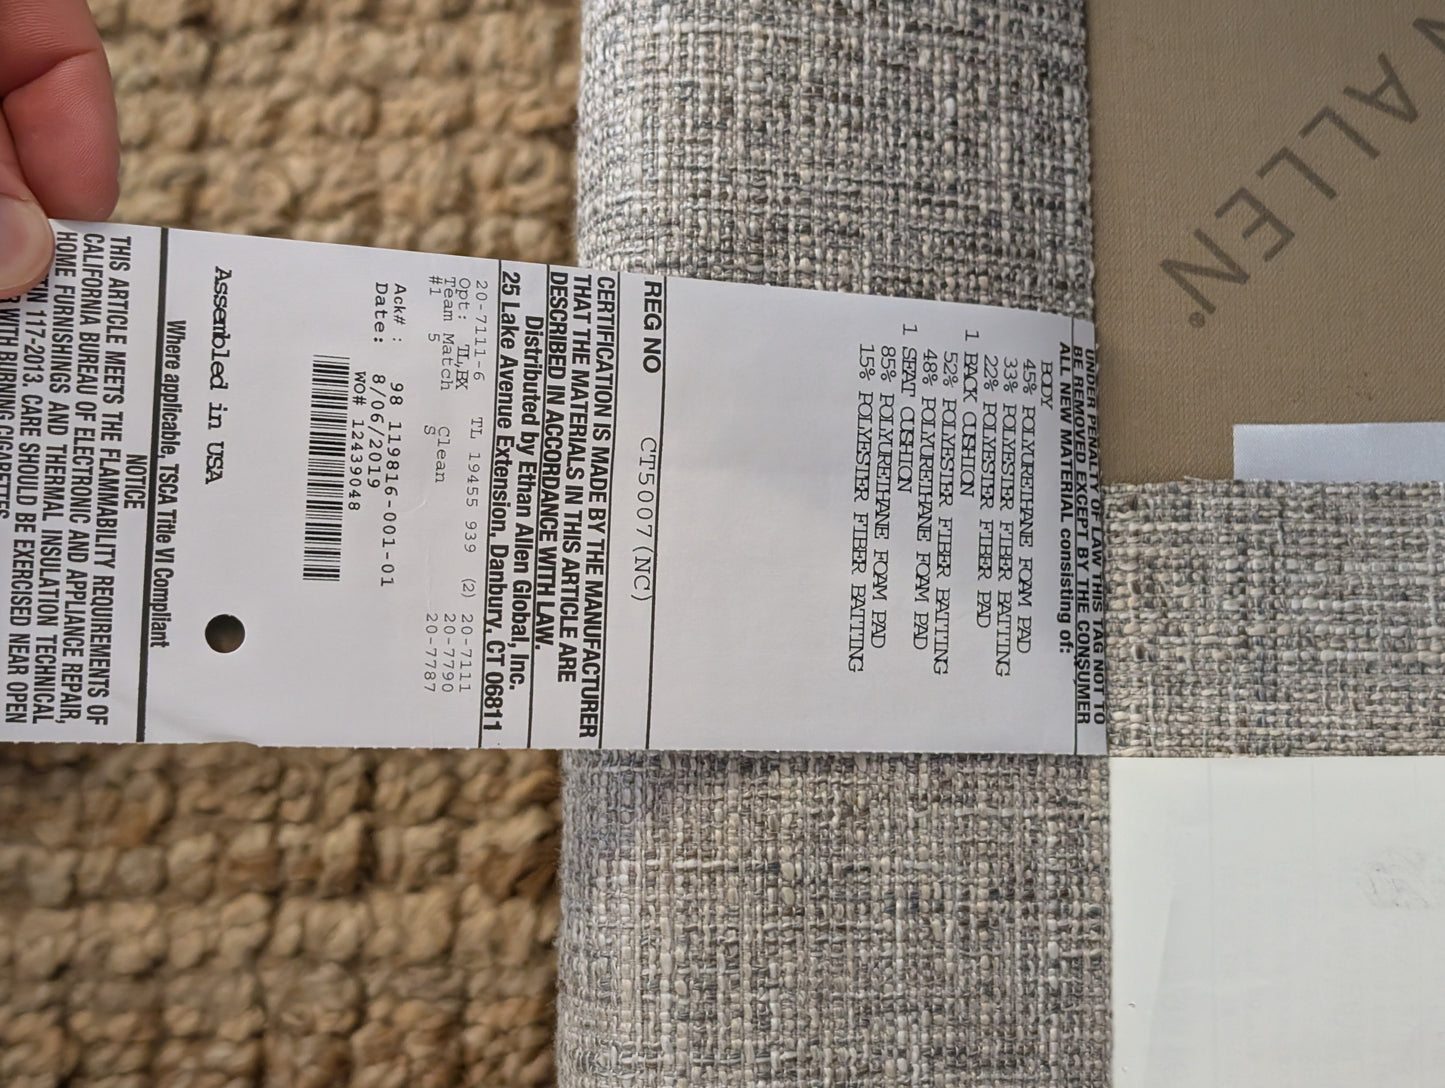 ALLEN®
UNDER PENALTY OF LAW THIS TAG NOT TO
BE REMOVED EXCEPT BY THE CONSUMER
ALL NEW MATERIAL consisting of:
BODY
45% POLYURETHANE FOAM PAD
33% POLYESTER FIBER BATTING
22% POLYESTER FIBER PAD
1 BACK CUSHION
52% POLYESTER FIBER BATTING
48% POLYURETHANE FOAM PAD
1 SEAT CUSHION
85% POLYURETHANE FOAM PAD
15% POLYESTER FIBER BATTING
REG NO CT5007 (NC)
CERTIFICATION IS MADE BY THE MANUFACTURER
THAT THE MATERIALS IN THIS ARTICLE ARE
DESCRIBED IN ACCORDANCE WITH LAW.
Distributed by Ethan Allen Global, Inc.
25 Lake Avenue Extension, Danbury, CT 06811
20-7111-6 TL 19455 939 (2) 20-7111
Opt: TL,BX 20-7790
Team Match Clean 20-7787
#1 5 S
Ack# : 98 119816-001-01
Date: 8/06/2019
WO# 12439048
Assembled in USA
Where applicable, TSCA Title VI Compliant
NOTICE
THIS ARTICLE MEETS THE FLAMMABILITY REQUIREMENTS OF
CALIFORNIA BUREAU OF ELECTRONIC AND APPLIANCE REPAIR,
HOME FURNISHINGS AND THERMAL INSULATION TECHNICAL
117-2013. CARE SHOULD BE EXERCISED NEAR OPEN
WITH BURNING CIGARETTES